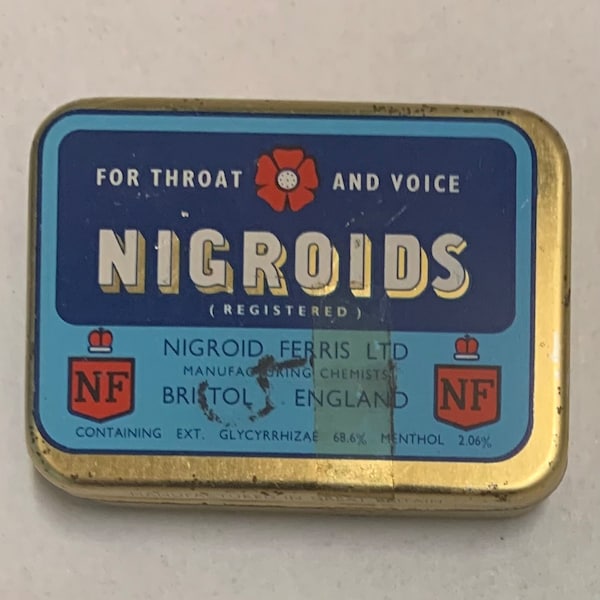 FOR THROAT AND VOICE
NIGROIDS
( REGISTERED )
NIGROID FERRIS LTD
MANUFACTURING CHEMISTS
BRISTOL ENGLAND
NF
NF
CONTAINING EXT. GLYCYRRHIZAE 68.6% MENTHOL 2.06%